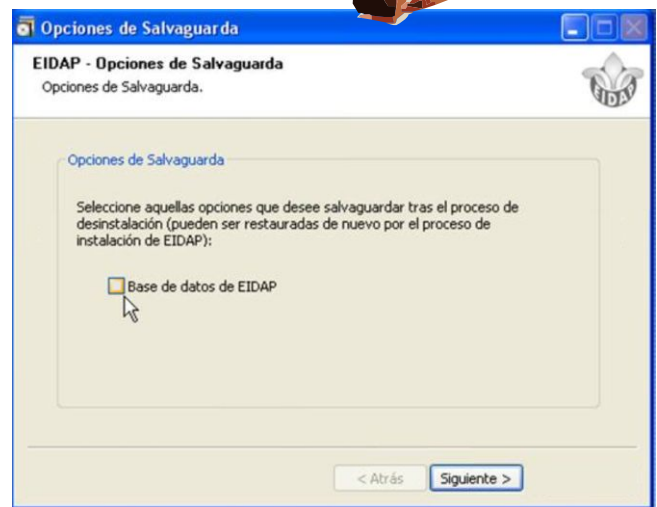 Opciones de Salvaguarda
EIDAP - Opciones de Salvaguarda
Opciones de Salvaguarda.
EIDAP
Opciones de Salvaguarda
Seleccione aquellas opciones que desee salvaguardar tras el proceso de
desinstalación (pueden ser restauradas de nuevo por el proceso de
instalación de EIDAP):
Base de datos de EIDAP
< Atrás
Siguiente >